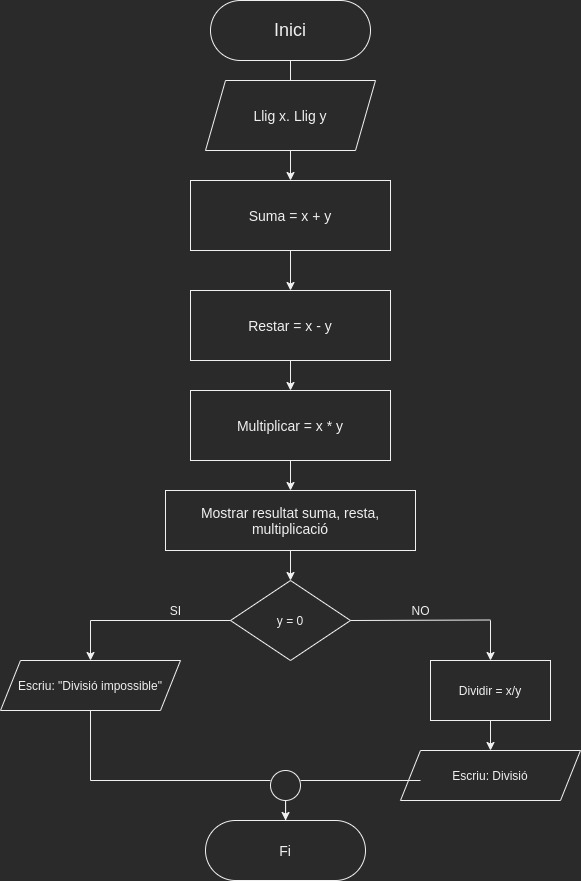 Inici
Llig x. Llig y
Suma = x + y
Restar = x - y
Multiplicar = x * y
Mostrar resultat suma, resta,
multiplicació
y = 0
SI
NO
Escriu: "Divisió impossible"
Dividir = x/y
Escriu: Divisió
Fi